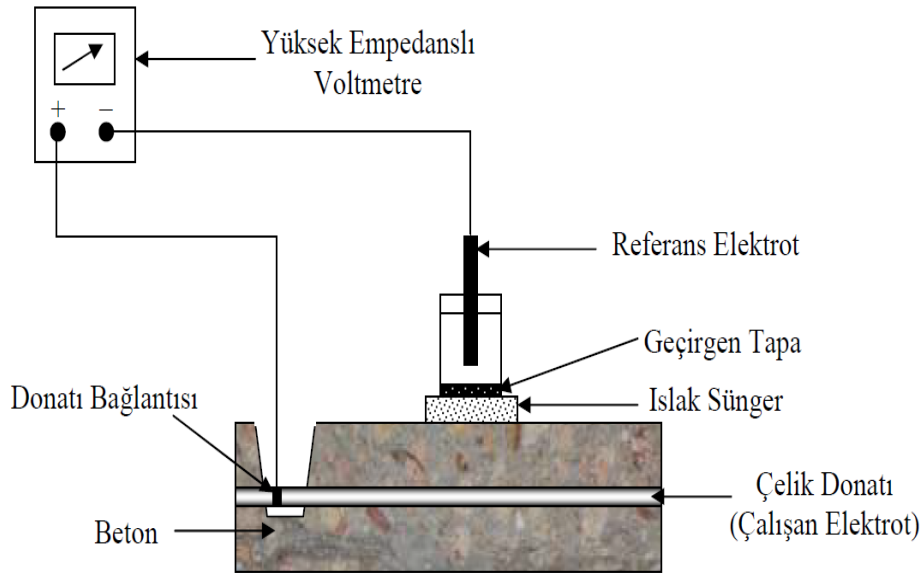 Yüksek Empedanslı
Voltmetre
+ −
Referans Elektrot
Geçirgen Tapa
Islak Sünger
Donatı Bağlantısı
Çelik Donatı
(Çalışan Elektrot)
Beton